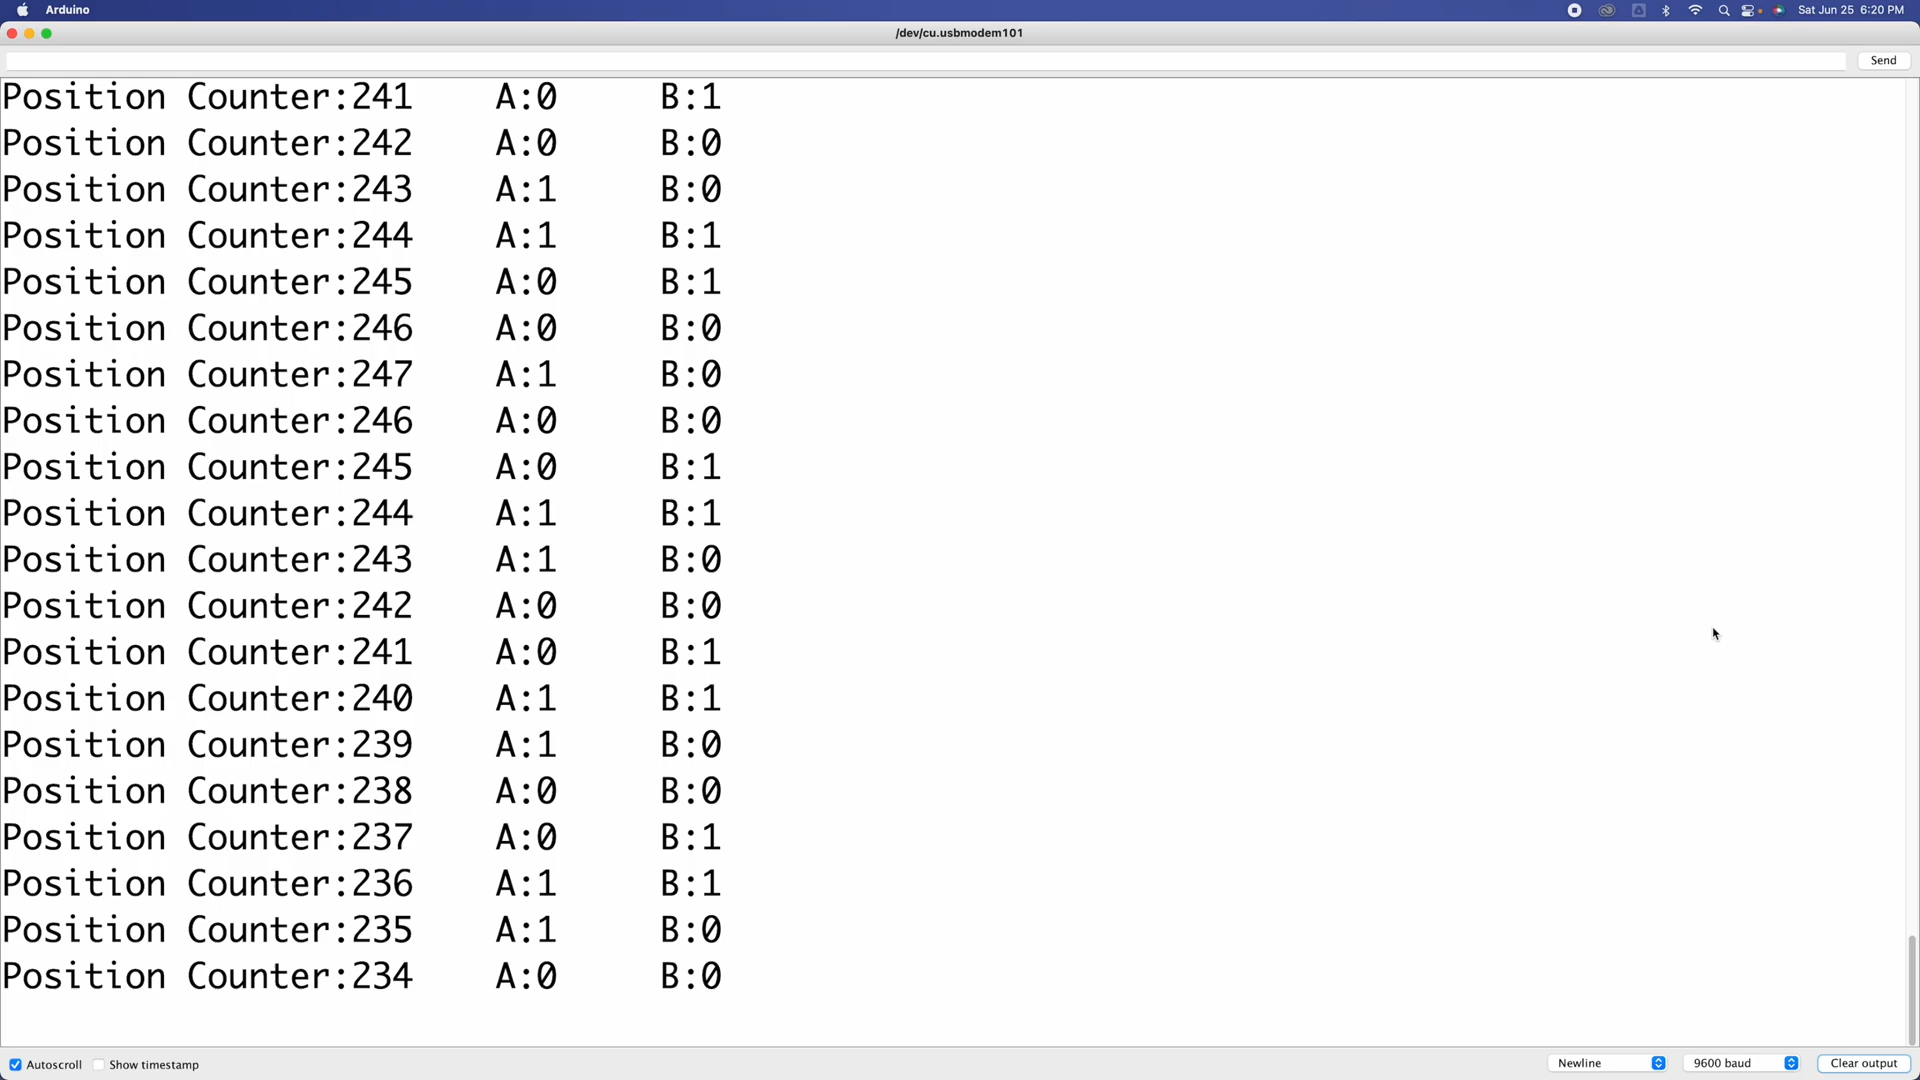 Arduino
Sat Jun 25 6:20 PM
/dev/cu.usbmodem101
Send
Position Counter:241 A:0 B:1
Position Counter:242 A:0 B:0
Position Counter:243 A:1 B:0
Position Counter:244 A:1 B:1
Position Counter:245 A:0 B:1
Position Counter:246 A:0 B:0
Position Counter:247 A:1 B:0
Position Counter:246 A:0 B:0
Position Counter:245 A:0 B:1
Position Counter:244 A:1 B:1
Position Counter:243 A:1 B:0
Position Counter:242 A:0 B:0
Position Counter:241 A:0 B:1
Position Counter:240 A:1 B:1
Position Counter:239 A:1 B:0
Position Counter:238 A:0 B:0
Position Counter:237 A:0 B:1
Position Counter:236 A:1 B:1
Position Counter:235 A:1 B:0
Position Counter:234 A:0 B:0
Autoscroll Show timestamp Newline 9600 baud Clear output